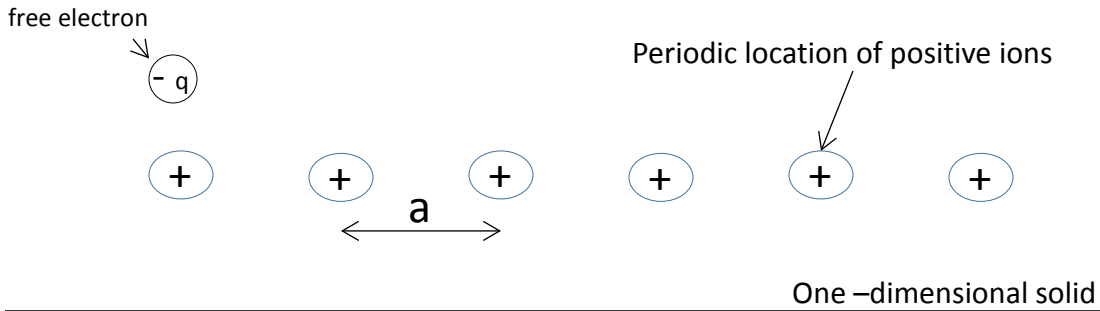 free electron
Periodic location of positive ions
- q
+ + + + + +
a
One –dimensional solid